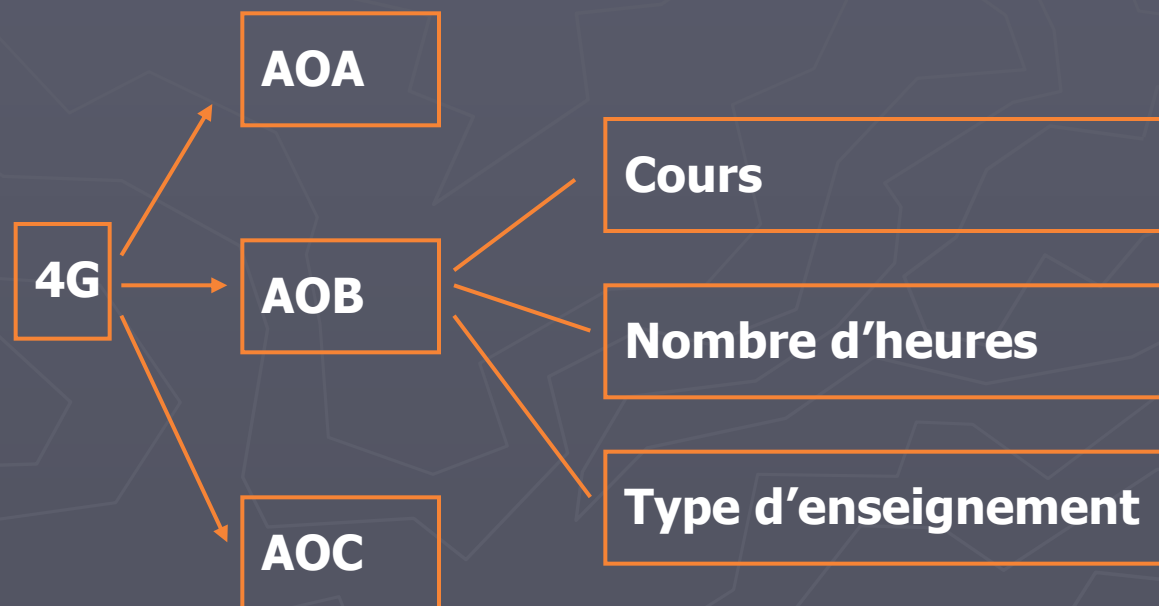 4G
AOA
AOB
AOC
Cours
Nombre d’heures
Type d’enseignement